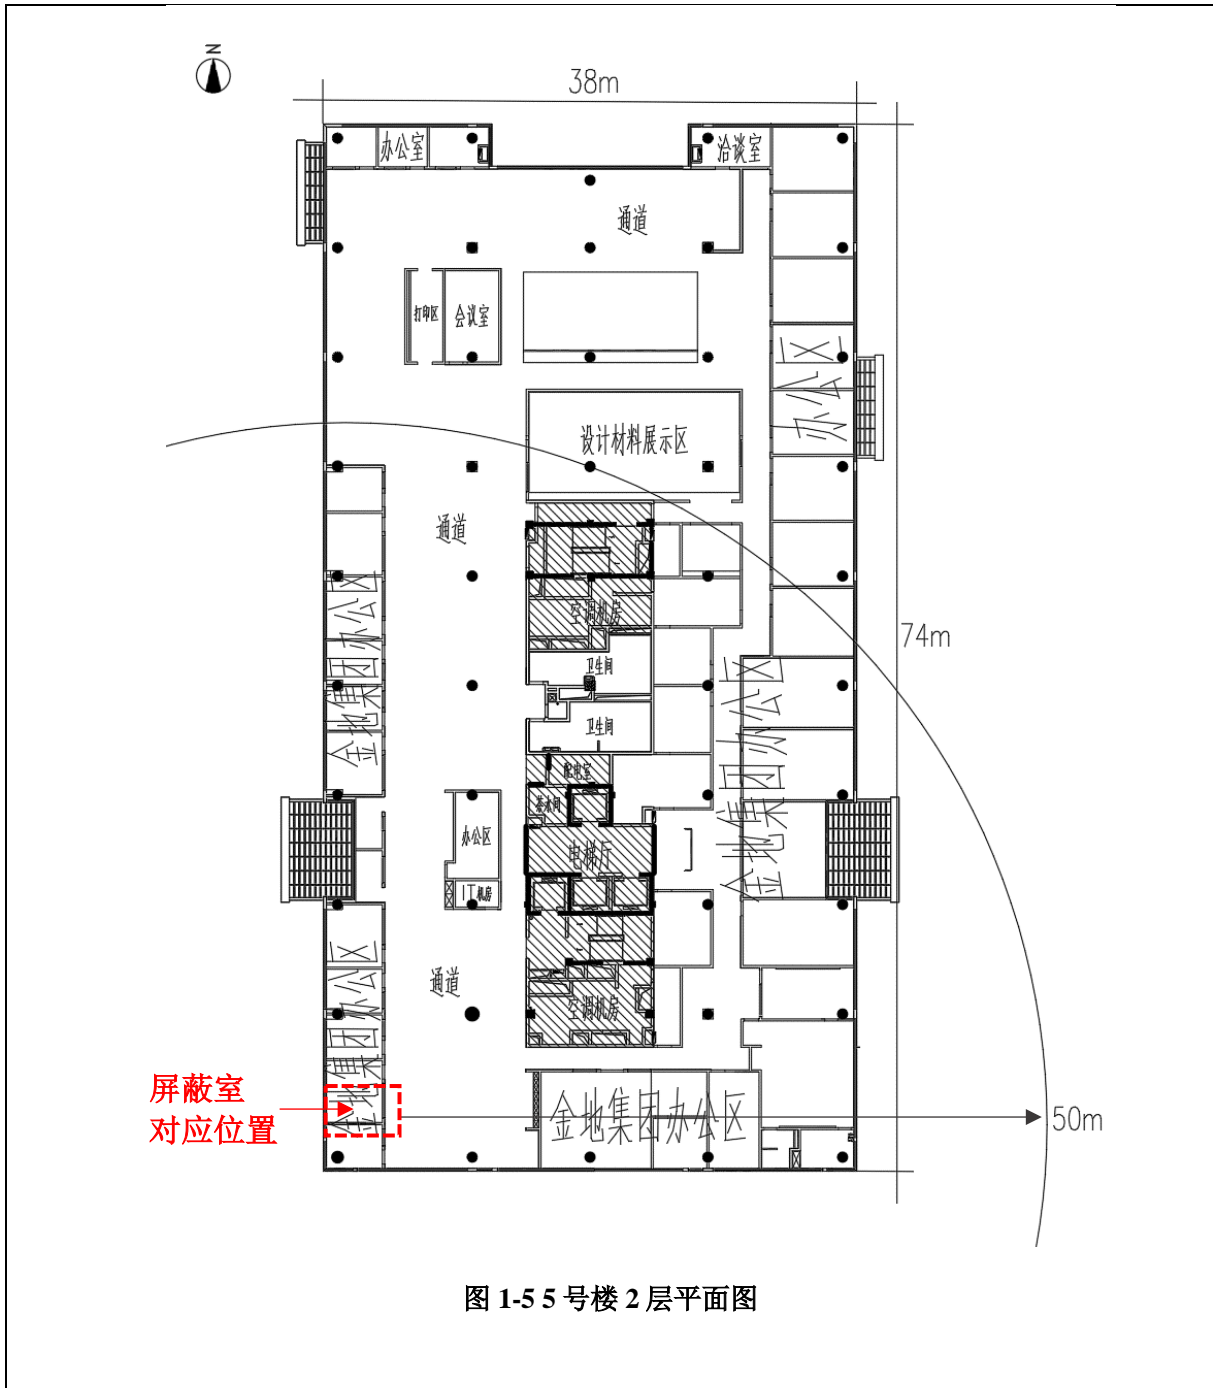 N
38m
办公室
洽谈室
通道
打印区
会议室
办公区
设计材料展示区
通道
空调机房
74m
卫生间
金地集团办公区
卫生间
金地集团办公区
配电室
茶水间
办公区
电梯厅
IT机房
通道
空调机房
金地集团办公区
屏蔽室
对应位置
金地集团办公区
50m
图 1-5 5 号楼 2 层平面图